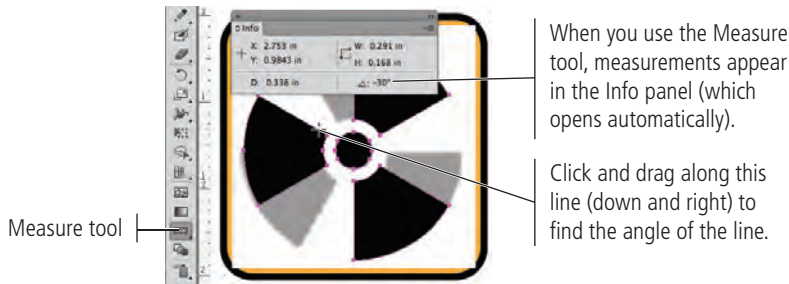 Info
X: 2.753 in
Y: 0.9843 in
W: 0.291 in
H: 0.168 in
D: 0.336 in
⊿: -30°
When you use the Measure
tool, measurements appear
in the Info panel (which
opens automatically).
Click and drag along this
line (down and right) to
find the angle of the line.
Measure tool